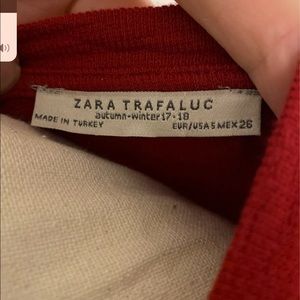 ZARA TRAFALUC
autumn-winter 17-18
MADE IN TURKEY EUR/USA S MEX 26